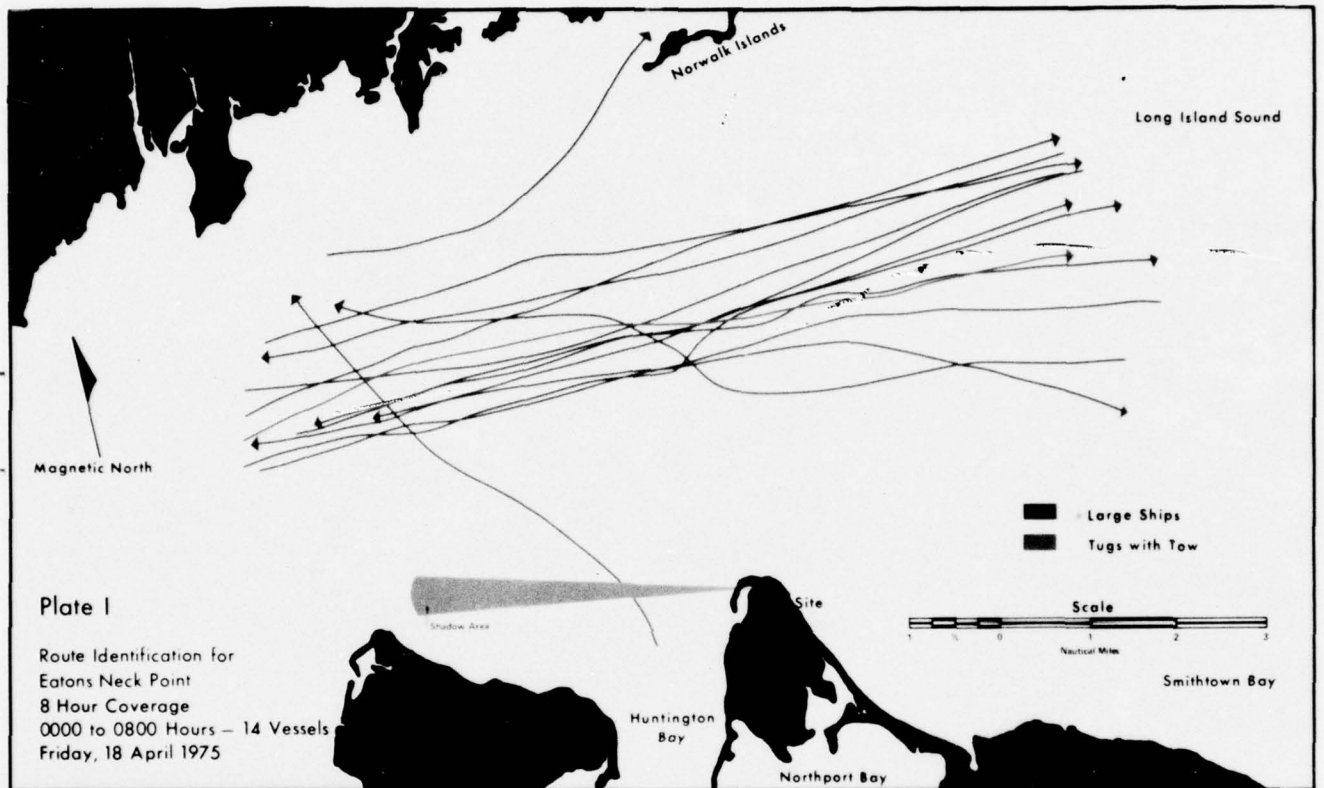 Norwalk Islands
Long Island Sound
Magnetic North
Large Ships
Tugs with Tow
Plate I
Route Identification for
Eatons Neck Point
8 Hour Coverage
0000 to 0800 Hours – 14 Vessels
Friday, 18 April 1975
Shadow Area
Site
Scale
1 ½ 0 1 2 3
Nautical Miles
Smithtown Bay
Huntington
Bay
Northport Bay